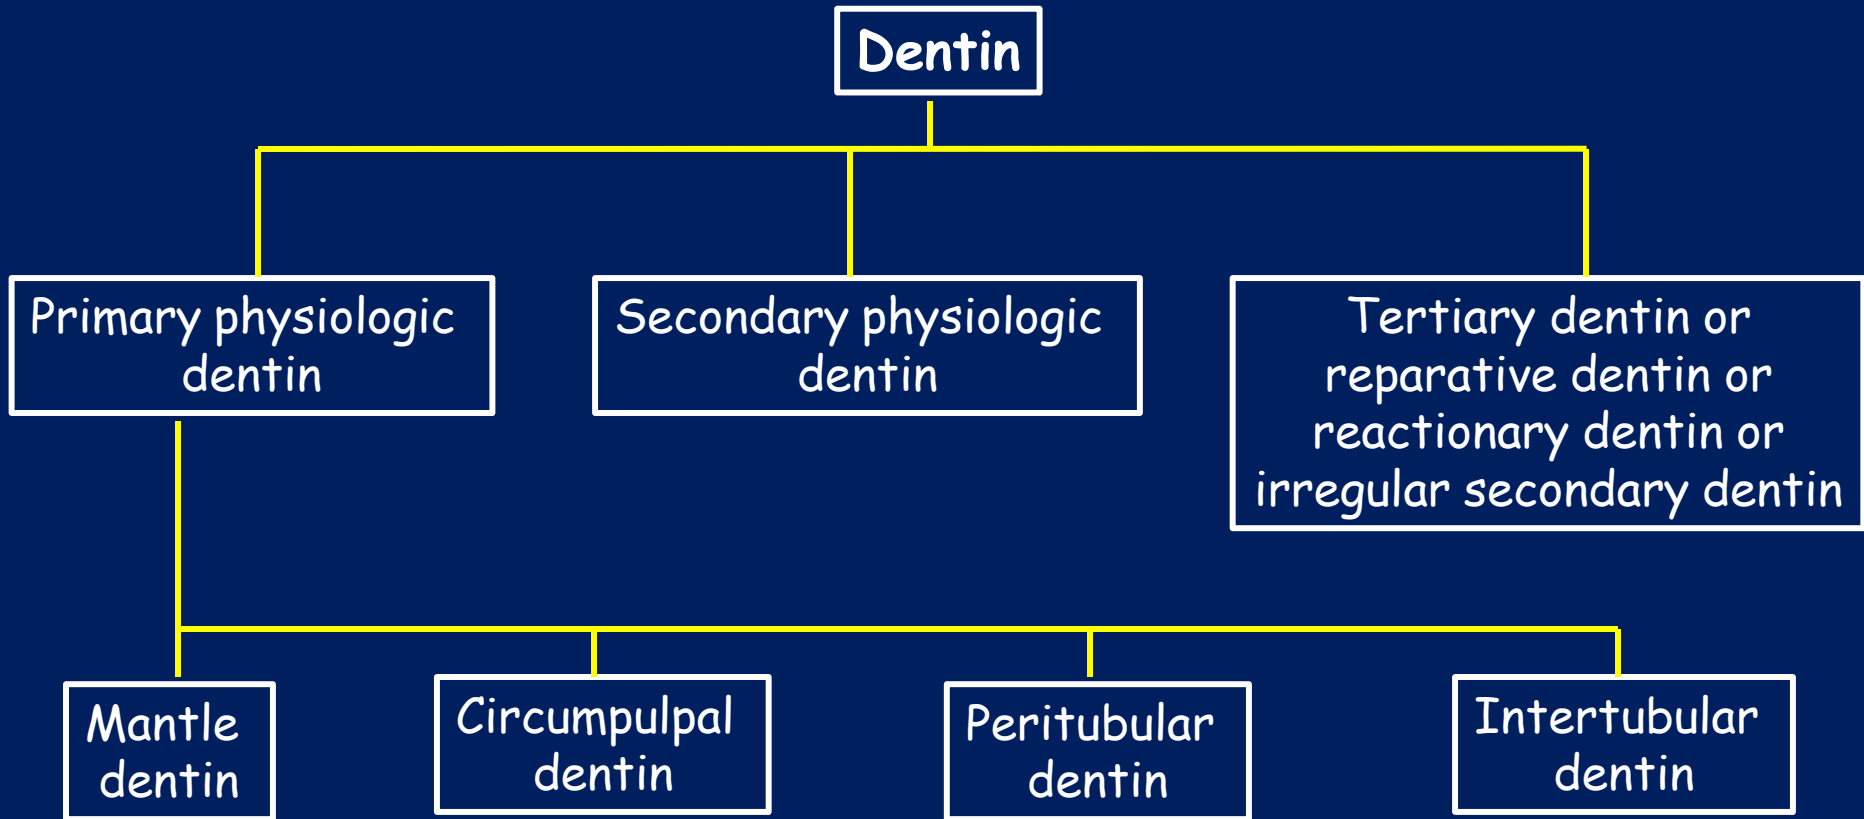 Dentin
Primary physiologic
dentin
Secondary physiologic
dentin
Tertiary dentin or
reparative dentin or
reactionary dentin or
irregular secondary dentin
Mantle
dentin
Circumpulpal
dentin
Peritubular
dentin
Intertubular
dentin